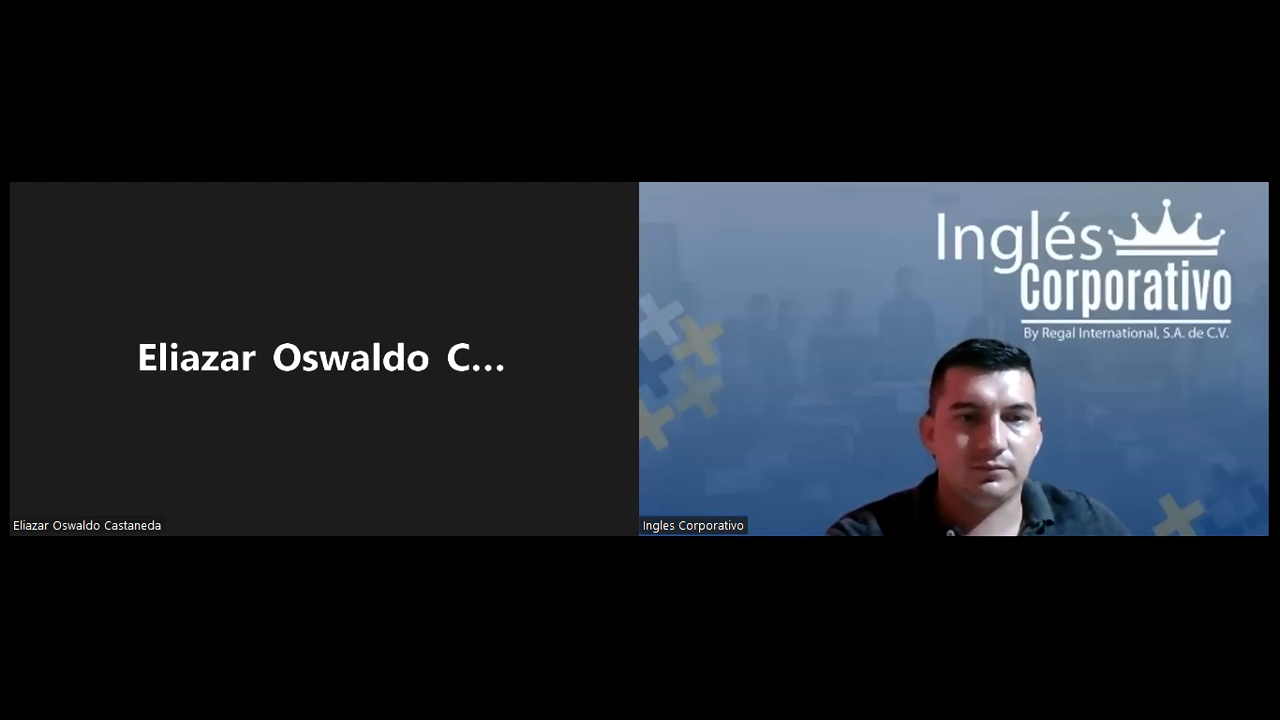 Eliazar Oswaldo C...
Eliazar Oswaldo Castaneda
Inglés
Corporativo
By Regal International, S.A. de C.V.
Ingles Corporativo